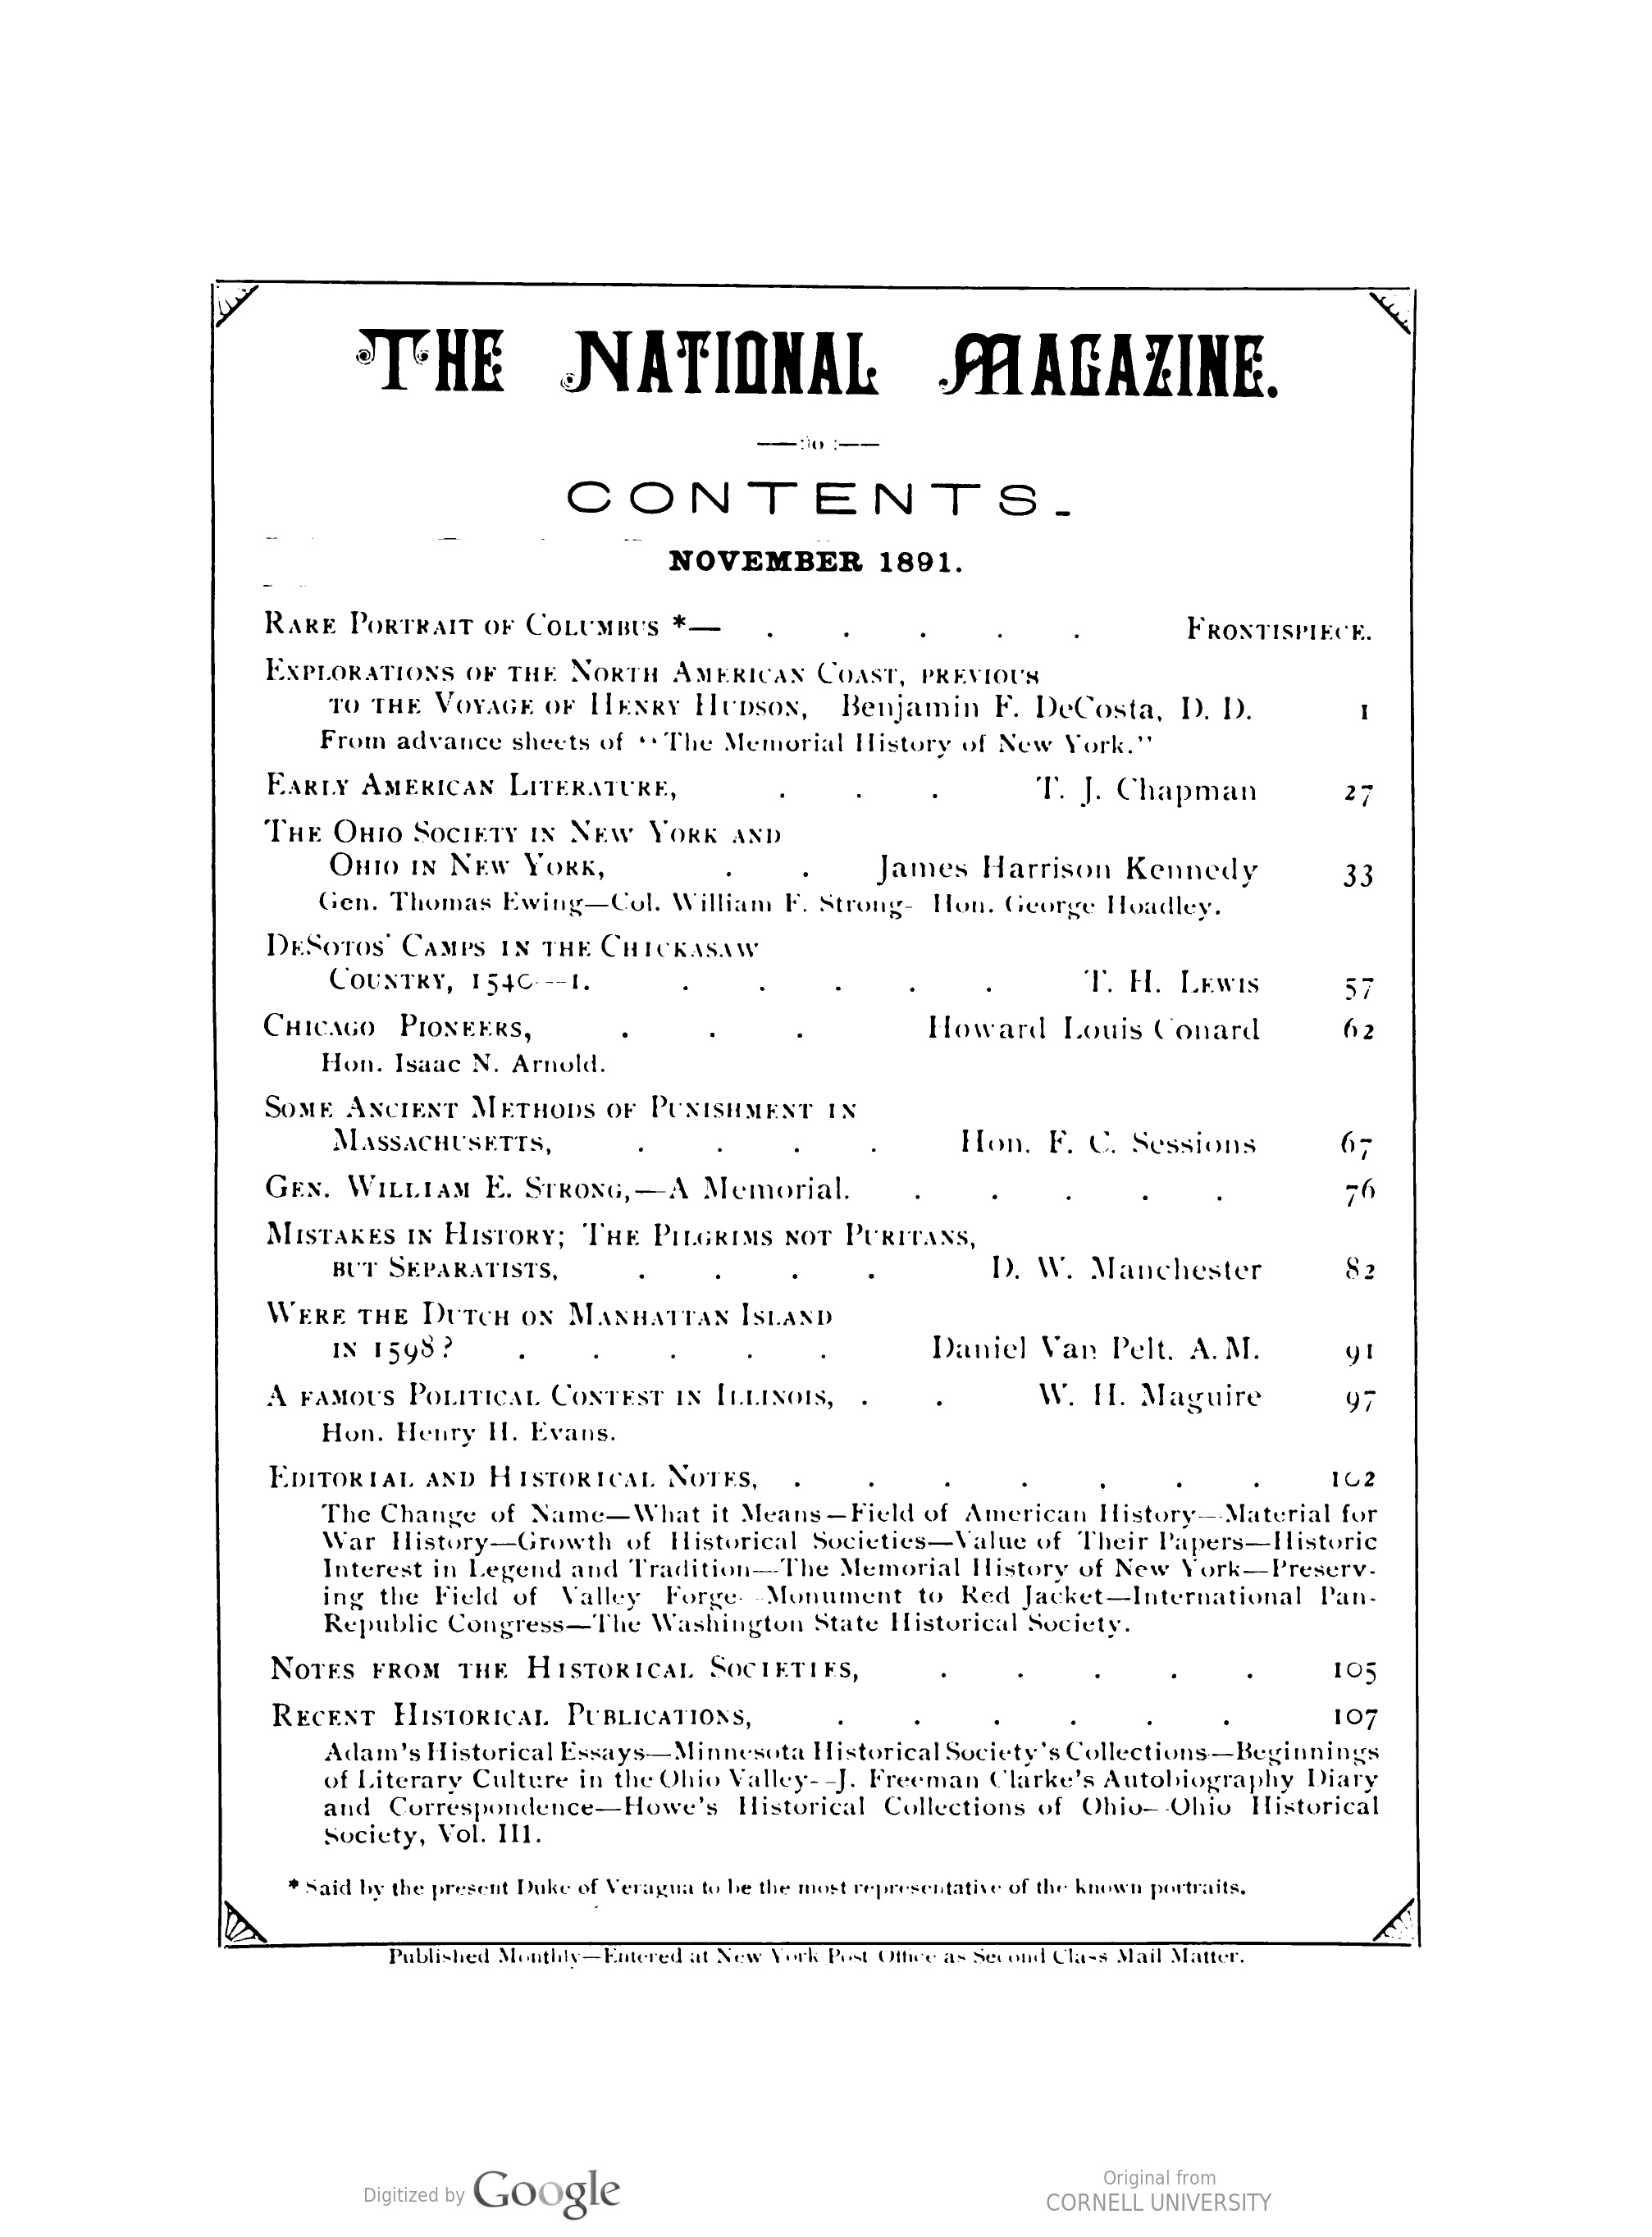 THE NATIONAL MAGAZINE.
——:o:——
CONTENTS.
NOVEMBER 1891.
RARE PORTRAIT OF COLUMBUS *— . . . . . FRONTISPIECE.
EXPLORATIONS OF THE NORTH AMERICAN COAST, PREVIOUS
TO THE VOYAGE OF HENRY HUDSON, Benjamin F. DeCosta, D. D. 1
From advance sheets of "The Memorial History of New York."
EARLY AMERICAN LITERATURE, . . . T. J. Chapman 27
THE OHIO SOCIETY IN NEW YORK AND
OHIO IN NEW YORK, . . James Harrison Kennedy 33
Gen. Thomas Ewing—Col. William F. Strong- Hon. George Hoadley.
DESOTOS' CAMPS IN THE CHICKASAW
COUNTRY, 1540—1. . . . . . T. H. LEWIS 57
CHICAGO PIONEERS, . . . Howard Louis Conard 62
Hon. Isaac N. Arnold.
SOME ANCIENT METHODS OF PUNISHMENT IN
MASSACHUSETTS, . . . . Hon. F. C. Sessions 67
GEN. WILLIAM E. STRONG,—A Memorial. . . . . . 76
MISTAKES IN HISTORY; THE PILGRIMS NOT PURITANS,
BUT SEPARATISTS, . . . . D. W. Manchester 82
WERE THE DUTCH ON MANHATTAN ISLAND
IN 1598? . . . . . Daniel Van Pelt. A. M. 91
A FAMOUS POLITICAL CONTEST IN ILLINOIS, . . W. H. Maguire 97
Hon. Henry H. Evans.
EDITORIAL AND HISTORICAL NOTES, . . . . . . . 102
The Change of Name—What it Means—Field of American History—Material for
War History—Growth of Historical Societies—Value of Their Papers—Historic
Interest in Legend and Tradition—The Memorial History of New York—Preserv-
ing the Field of Valley Forge—Monument to Red Jacket—International Pan-
Republic Congress—The Washington State Historical Society.
NOTES FROM THE HISTORICAL SOCIETIES, . . . . . 105
RECENT HISTORICAL PUBLICATIONS, . . . . . . 107
Adam's Historical Essays—Minnesota Historical Society's Collections—Beginnings
of Literary Culture in the Ohio Valley--J. Freeman Clarke's Autobiography Diary
and Correspondence—Howe's Historical Collections of Ohio—Ohio Historical
Society, Vol. III.
* Said by the present Duke of Veragua to be the most representative of the known portraits.
Published Monthly—Entered at New York Post Office as Second Class Mail Matter.
Digitized by Google
Original from
CORNELL UNIVERSITY